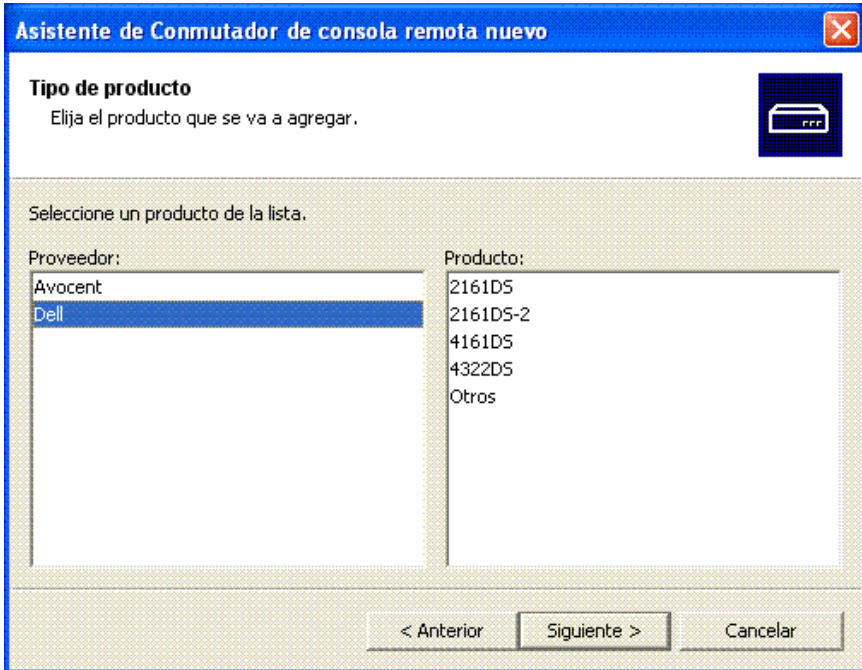 Asistente de Conmutador de consola remota nuevo
Tipo de producto
Elija el producto que se va a agregar.
Seleccione un producto de la lista.
Proveedor:
Avocent
Dell
Producto:
2161DS
2161DS-2
4161DS
4322DS
Otros
< Anterior
Siguiente >
Cancelar